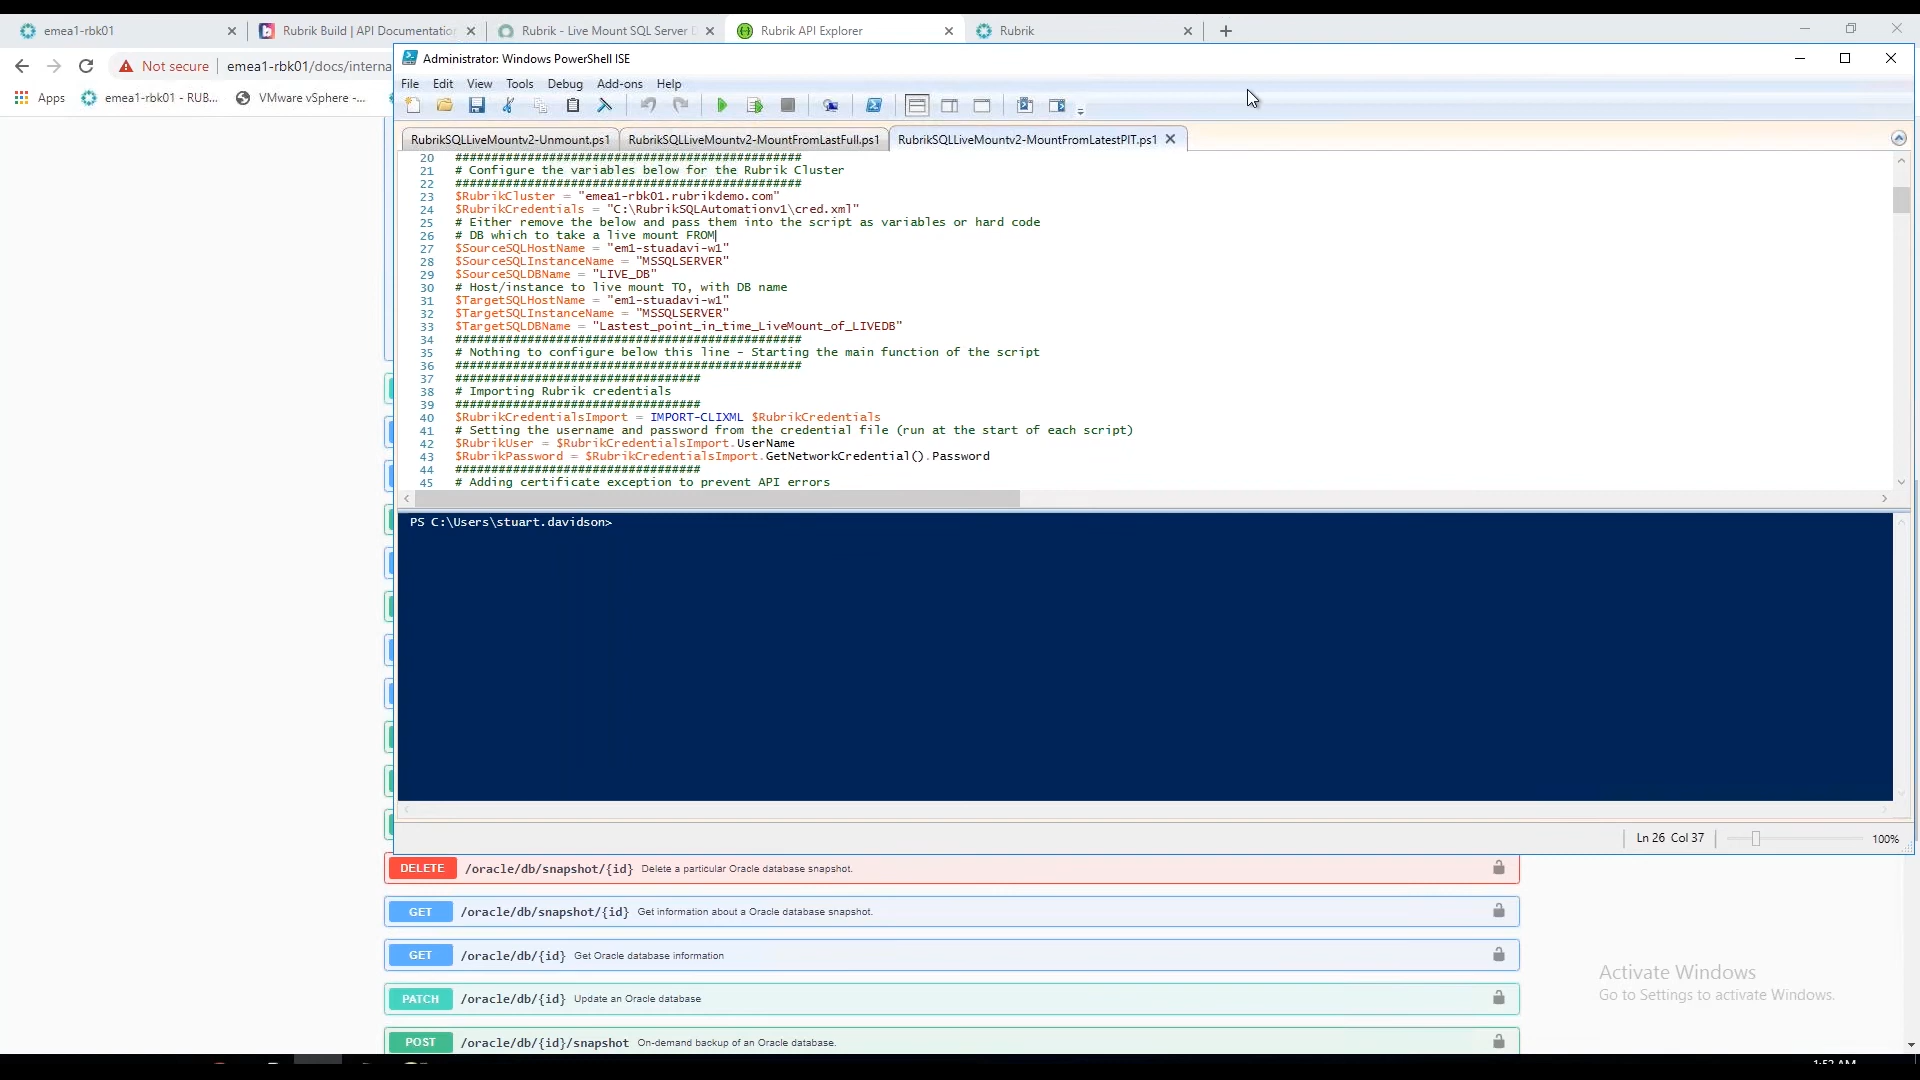 emea1-rbk01
Rubrik Build | API Documentation
Rubrik - Live Mount SQL Server
Rubrik API Explorer
Rubrik
Not secure
emea1-rbk01/docs/interna
Apps
emea1-rbk01 - RUB...
VMware vSphere -...
Administrator: Windows PowerShell ISE
File Edit View Tools Debug Add-ons Help
RubrikSQLLiveMountv2-Unmount.ps1
RubrikSQLLiveMountv2-MountFromLastFull.ps1
RubrikSQLLiveMountv2-MountFromLatestPIT.ps1
20 ################################################
21 # Configure the variables below for the Rubrik Cluster
22 ################################################
23 $RubrikCluster = "emea1-rbk01.rubrikdemo.com"
24 $RubrikCredentials = "C:\RubrikSQLAutomationv1\cred.xml"
25 # Either remove the below and pass them into the script as variables or hard code
26 # DB which to take a live mount FROM
27 $SourceSQLHostName = "em1-stuadavi-w1"
28 $SourceSQLInstanceName = "MSSQLSERVER"
29 $SourceSQLDBName = "LIVE_DB"
30 # Host/instance to live mount TO, with DB name
31 $TargetSQLHostName = "em1-stuadavi-w1"
32 $TargetSQLInstanceName = "MSSQLSERVER"
33 $TargetSQLDBName = "Lastest_point_in_time_LiveMount_of_LIVEDB"
34 ################################################
35 # Nothing to configure below this line - Starting the main function of the script
36 ################################################
37 ##################################
38 # Importing Rubrik credentials
39 ##################################
40 $RubrikCredentialsImport = IMPORT-CLIXML $RubrikCredentials
41 # Setting the username and password from the credential file (run at the start of each script)
42 $RubrikUser = $RubrikCredentialsImport.UserName
43 $RubrikPassword = $RubrikCredentialsImport.GetNetworkCredential().Password
44 ##################################
45 # Adding certificate exception to prevent API errors
PS C:\Users\stuart.davidson>
Ln 26 Col 37
100%
DELETE /oracle/db/snapshot/{id} Delete a particular Oracle database snapshot.
GET /oracle/db/snapshot/{id} Get information about a Oracle database snapshot.
GET /oracle/db/{id} Get Oracle database information
PATCH /oracle/db/{id} Update an Oracle database
POST /oracle/db/{id}/snapshot On-demand backup of an Oracle database.
Activate Windows
Go to Settings to activate Windows.